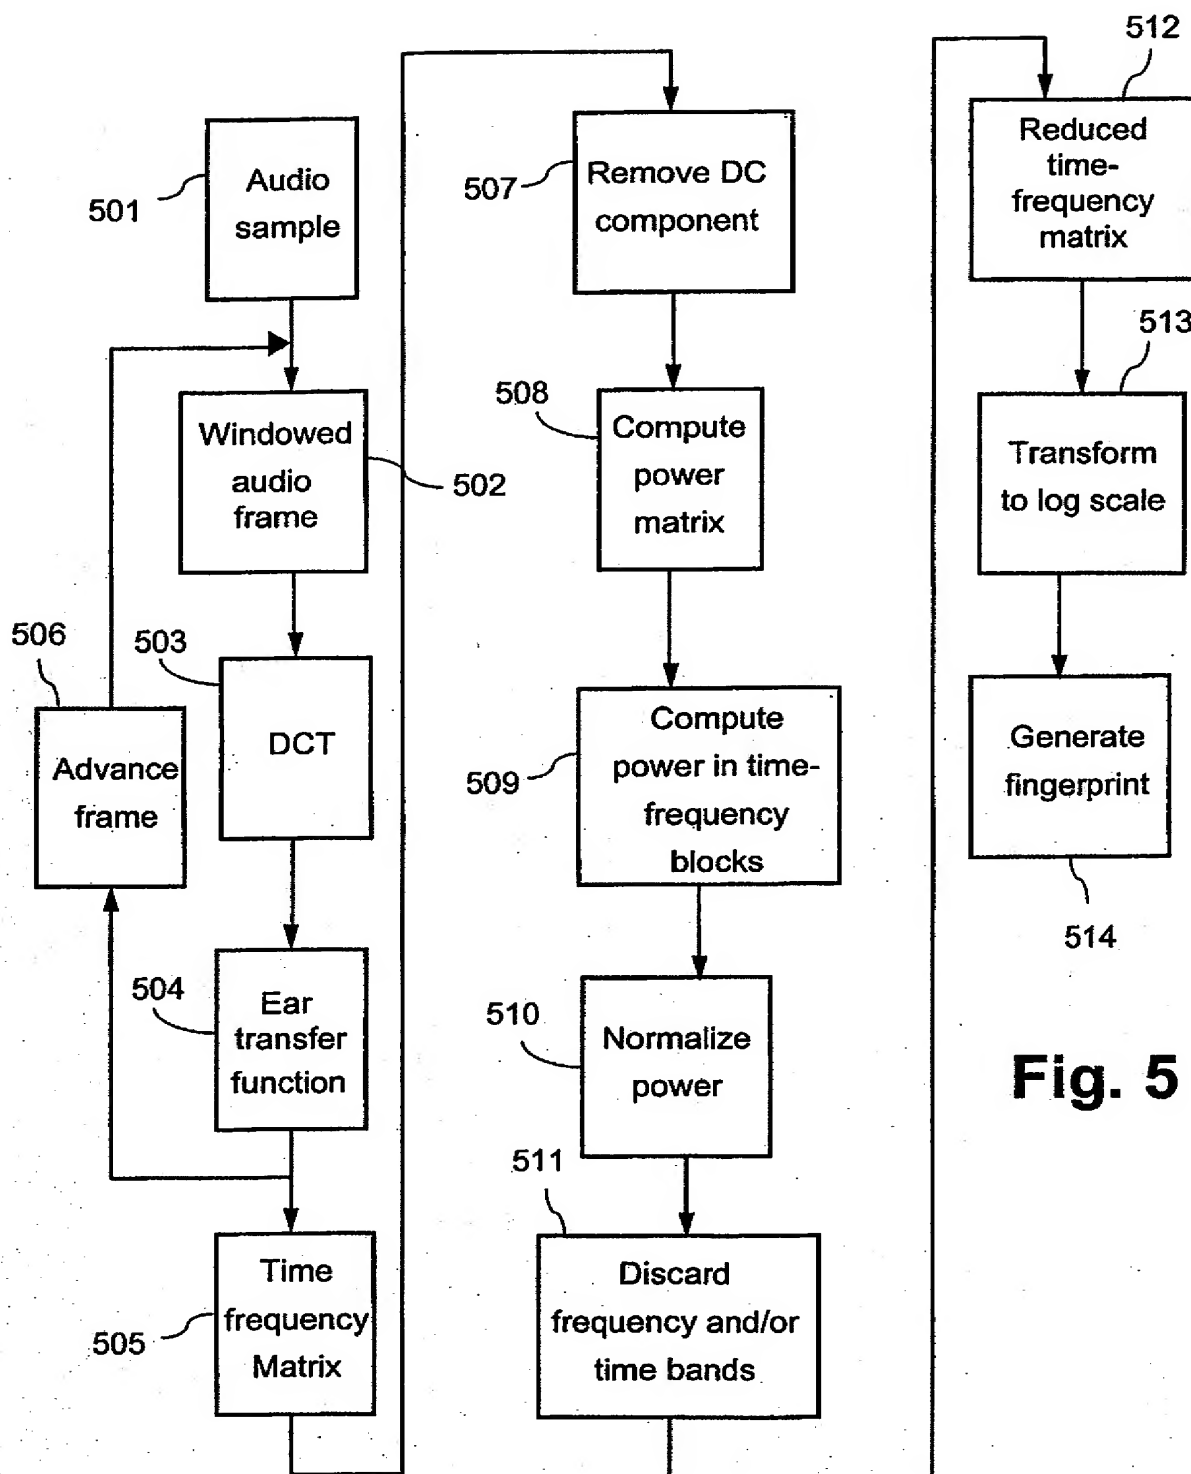 501
Audio
sample
Windowed
audio
frame
502
503
DCT
506
Advance
frame
504
Ear
transfer
function
505
Time
frequency
Matrix
507
Remove DC
component
508
Compute
power
matrix
509
Compute
power in time-
frequency
blocks
510
Normalize
power
511
Discard
frequency and/or
time bands
512
Reduced
time-
frequency
matrix
513
Transform
to log scale
Generate
fingerprint
514
Fig. 5